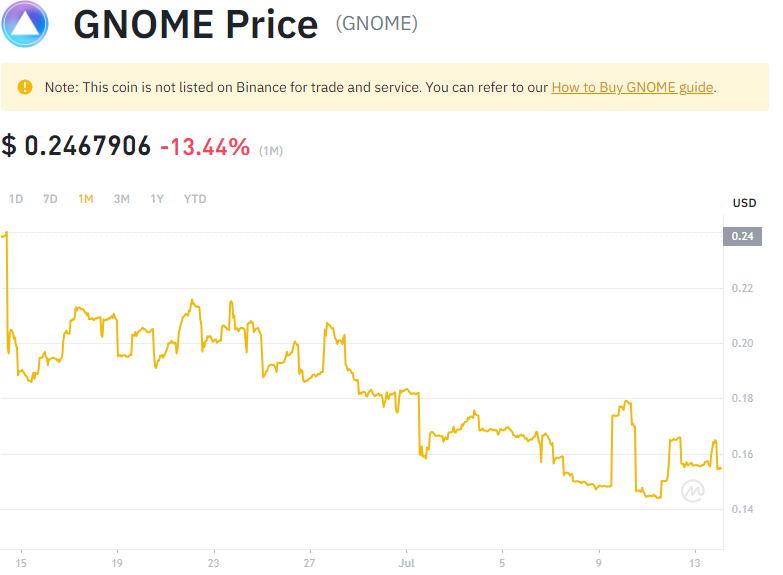 GNOME Price (GNOME)
Note: This coin is not listed on Binance for trade and service. You can refer to our How to Buy GNOME guide.
$ 0.2467906 -13.44% (1M)
1D 7D 1M 3M 1Y YTD
USD
0.24
0.22
0.20
0.18
0.16
0.14
15 19 23 27 Jul 5 9 13